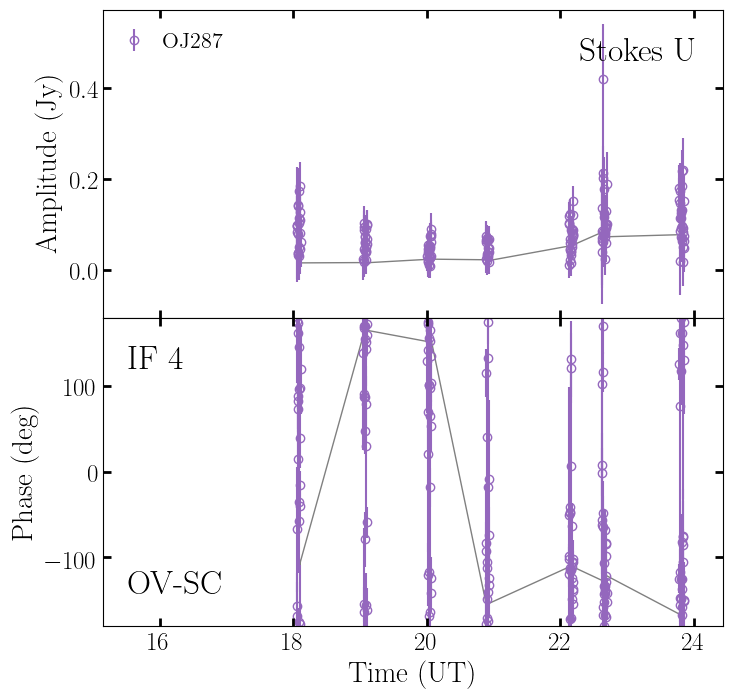 OJ287
Stokes U
0.4
0.2
0.0
Amplitude (Jy)
IF 4
100
0
−100
Phase (deg)
OV-SC
16 18 20 22 24
Time (UT)